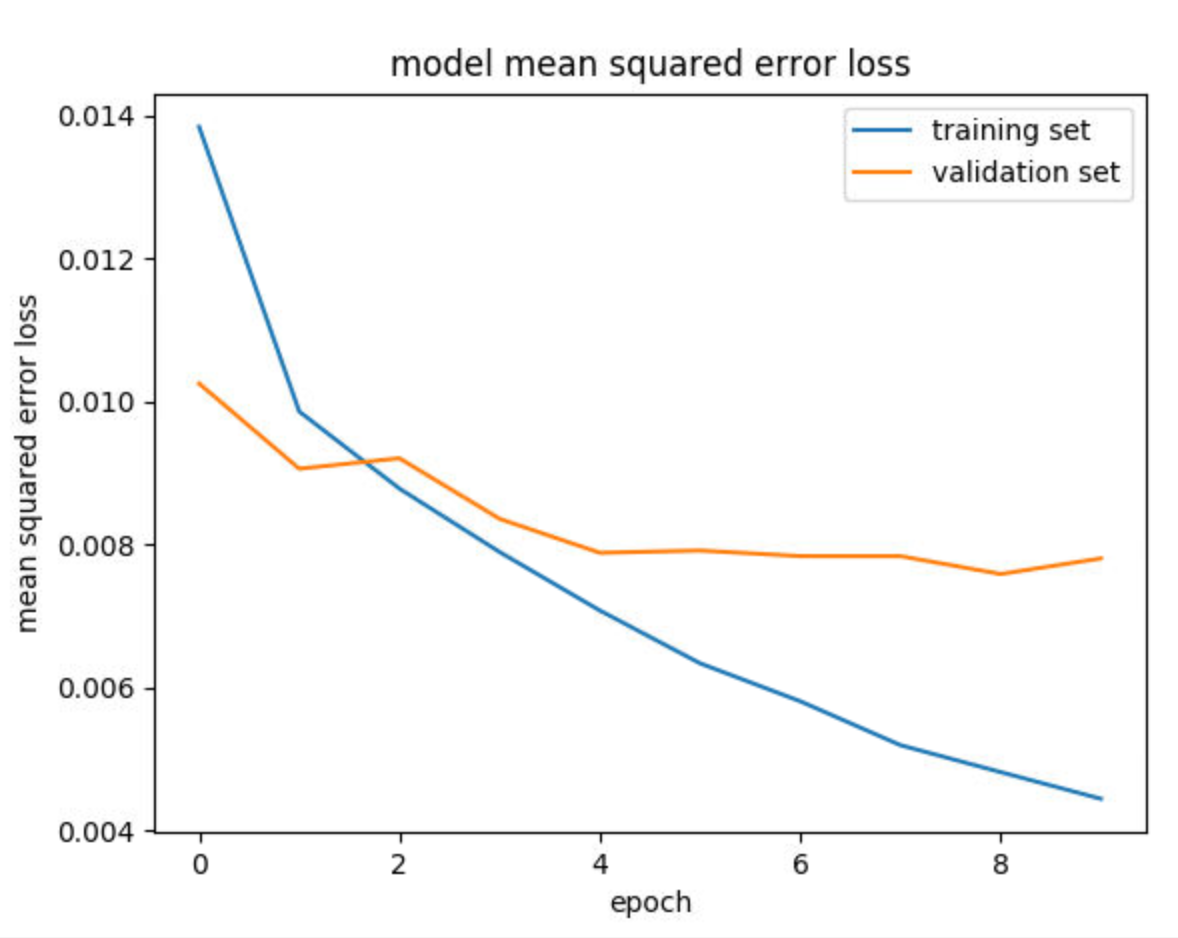 model mean squared error loss
training set
validation set
mean squared error loss
0.014
0.012
0.010
0.008
0.006
0.004
0 2 4 6 8
epoch